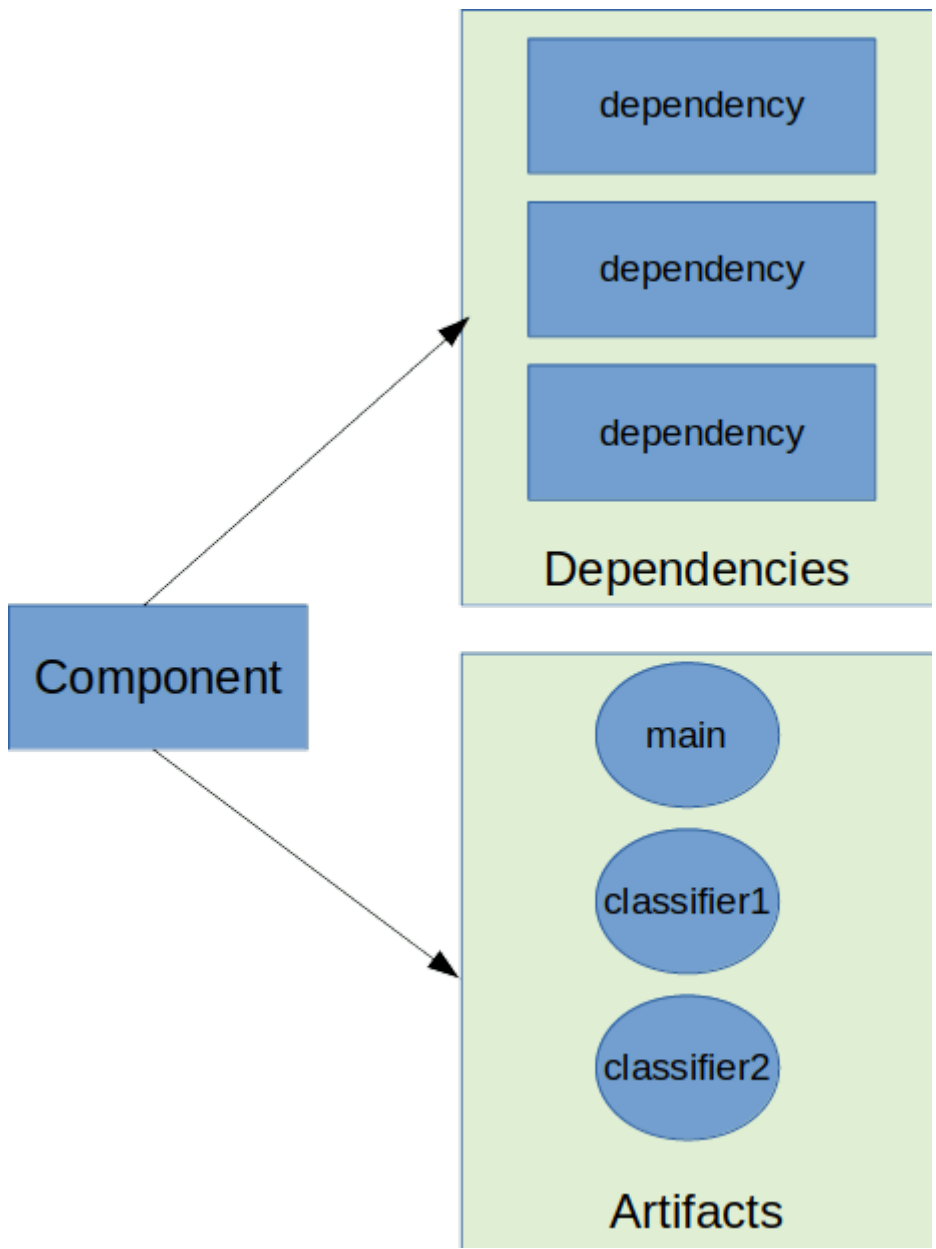 dependency
dependency
dependency
Dependencies
Component
main
classifier1
classifier2
Artifacts